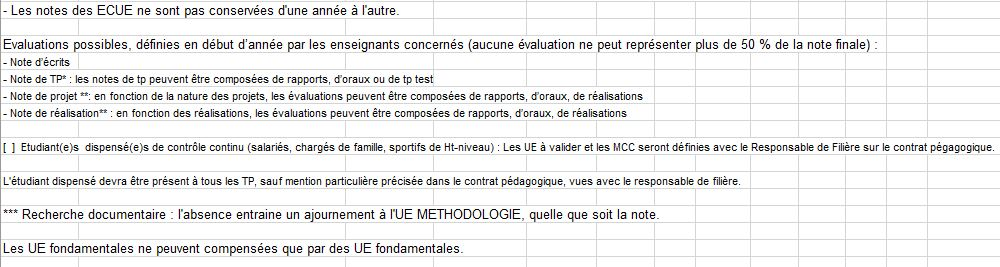 - Les notes des ECUE ne sont pas conservées d'une année à l'autre.
Evaluations possibles, définies en début d'année par les enseignants concernés (aucune évaluation ne peut représenter plus de 50 % de la note finale) :
- Note d'écrits
- Note de TP* : les notes de tp peuvent être composées de rapports, d'oraux ou de tp test
- Note de projet **: en fonction de la nature des projets, les évaluations peuvent être composées de rapports, d'oraux, de réalisations
- Note de réalisation** : en fonction des réalisations, les évaluations peuvent être composées de rapports, d'oraux, de réalisations
[ ] Etudiant(e)s dispensé(e)s de contrôle continu (salariés, chargés de famille, sportifs de Ht-niveau) : Les UE à valider et les MCC seront définies avec le Responsable de Filière sur le contrat pégagogique.
L'étudiant dispensé devra être présent à tous les TP, sauf mention particulière précisée dans le contrat pédagogique, vues avec le responsable de filière.
*** Recherche documentaire : l'absence entraine un ajournement à l'UE METHODOLOGIE, quelle que soit la note.
Les UE fondamentales ne peuvent compensées que par des UE fondamentales.